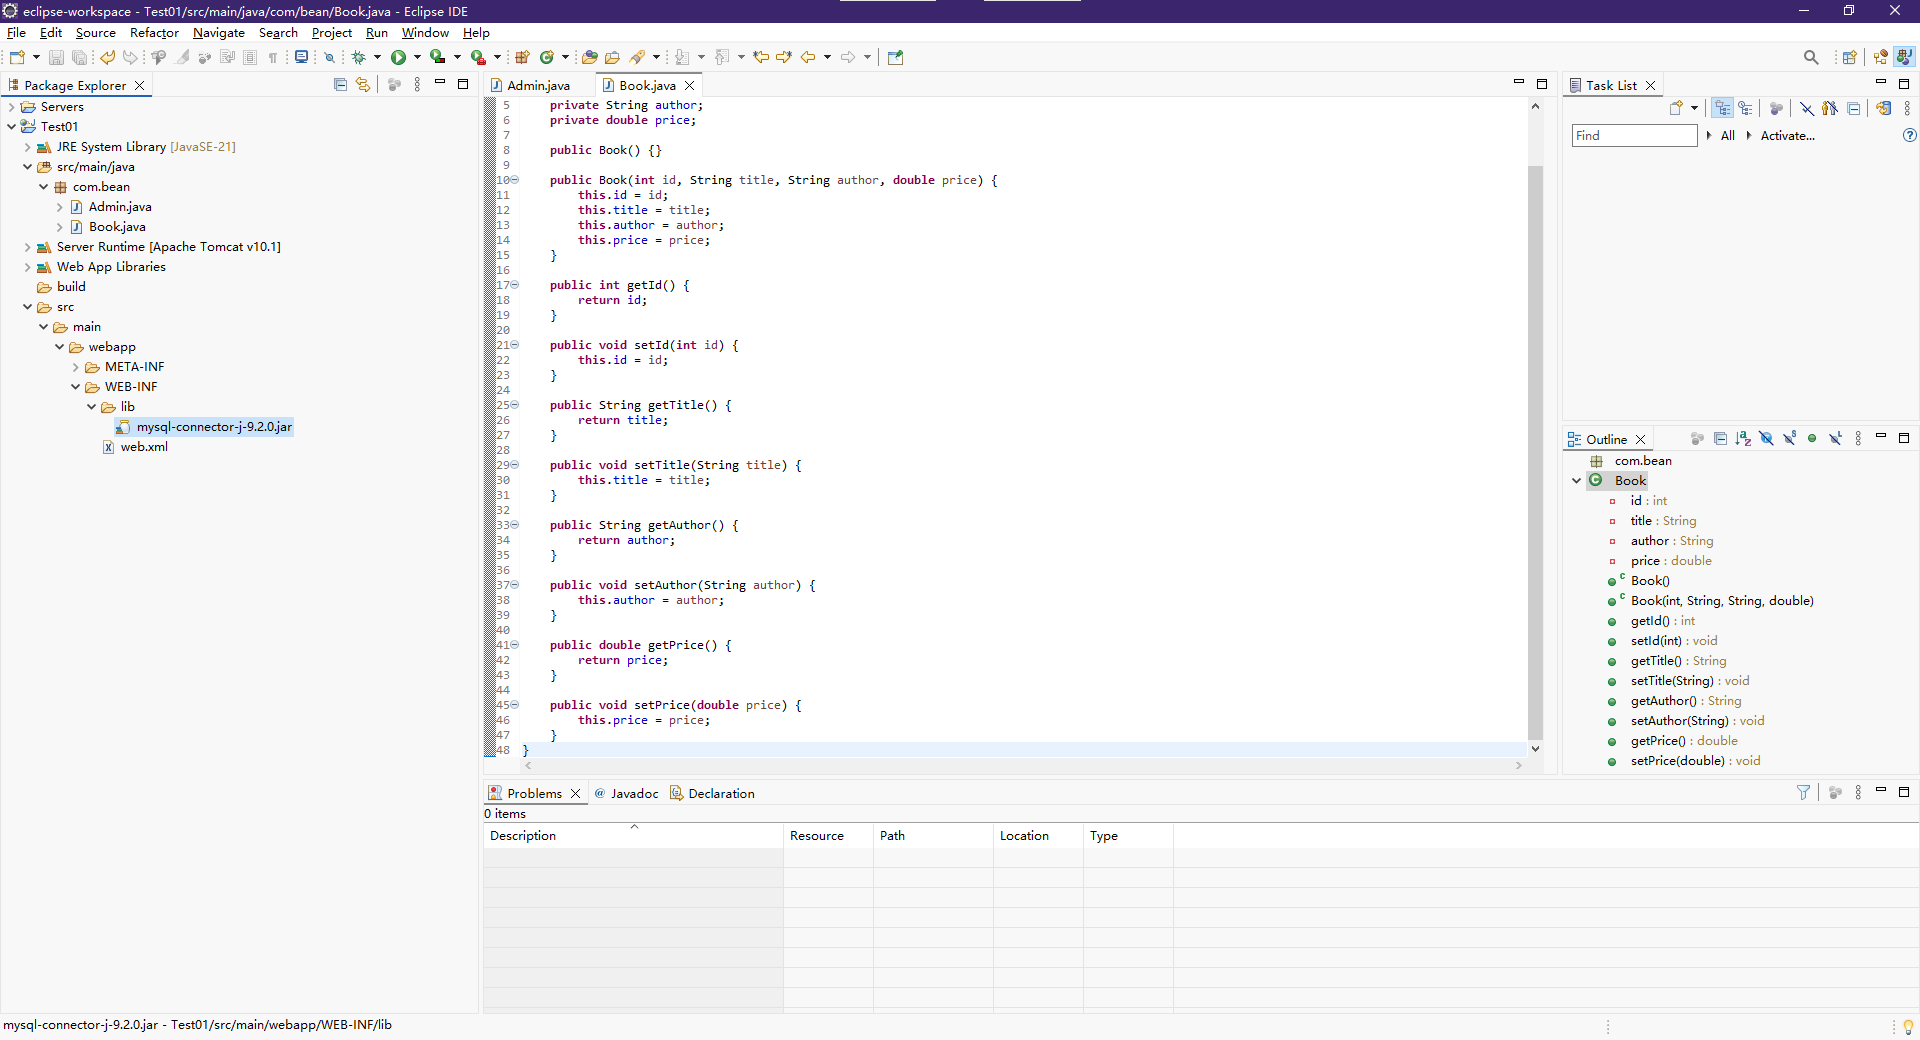 eclipse-workspace - Test01/src/main/java/com/bean/Book.java - Eclipse IDE
File Edit Source Refactor Navigate Search Project Run Window Help
Package Explorer
Servers
Test01
JRE System Library [JavaSE-21]
src/main/java
com.bean
Admin.java
Book.java
Server Runtime [Apache Tomcat v10.1]
Web App Libraries
build
src
main
webapp
META-INF
WEB-INF
lib
mysql-connector-j-9.2.0.jar
web.xml
Admin.java Book.java
5 private String author;
6 private double price;
7
8 public Book() {}
9
10 public Book(int id, String title, String author, double price) {
11 this.id = id;
12 this.title = title;
13 this.author = author;
14 this.price = price;
15 }
16
17 public int getId() {
18 return id;
19 }
20
21 public void setId(int id) {
22 this.id = id;
23 }
24
25 public String getTitle() {
26 return title;
27 }
28
29 public void setTitle(String title) {
30 this.title = title;
31 }
32
33 public String getAuthor() {
34 return author;
35 }
36
37 public void setAuthor(String author) {
38 this.author = author;
39 }
40
41 public double getPrice() {
42 return price;
43 }
44
45 public void setPrice(double price) {
46 this.price = price;
47 }
48 }
Task List
Find All Activate...
Outline
com.bean
Book
id : int
title : String
author : String
price : double
Book()
Book(int, String, String, double)
getId() : int
setId(int) : void
getTitle() : String
setTitle(String) : void
getAuthor() : String
setAuthor(String) : void
getPrice() : double
setPrice(double) : void
Problems @ Javadoc Declaration
0 items
Description Resource Path Location Type
mysql-connector-j-9.2.0.jar - Test01/src/main/webapp/WEB-INF/lib